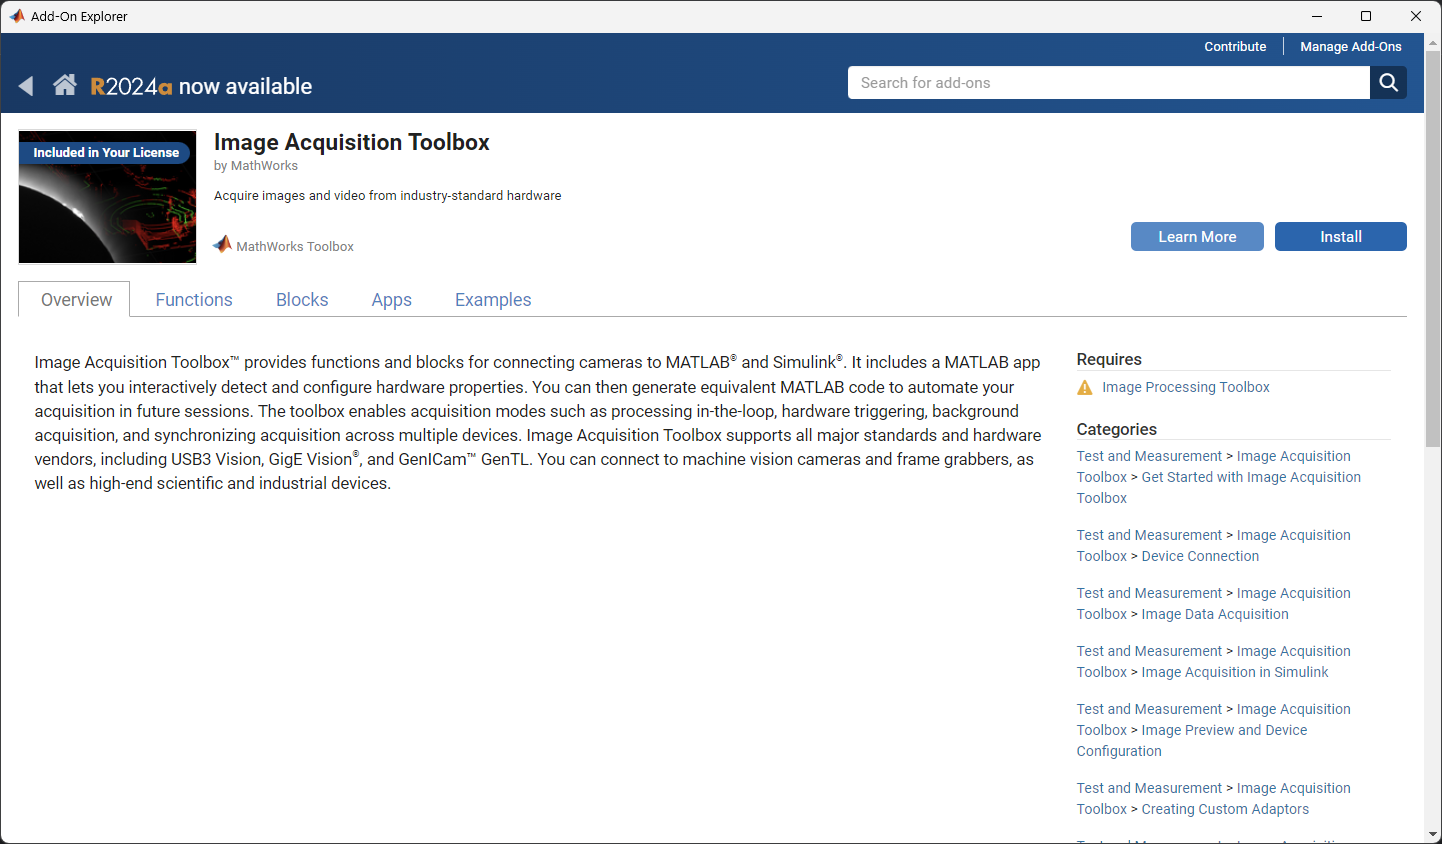 Add-On Explorer
Contribute
Manage Add-Ons
R2024a now available
Search for add-ons
Included in Your License
Image Acquisition Toolbox
by MathWorks
Acquire images and video from industry-standard hardware
MathWorks Toolbox
Learn More
Install
Overview
Functions
Blocks
Apps
Examples
Image Acquisition Toolbox™ provides functions and blocks for connecting cameras to MATLAB® and Simulink®. It includes a MATLAB app
that lets you interactively detect and configure hardware properties. You can then generate equivalent MATLAB code to automate your
acquisition in future sessions. The toolbox enables acquisition modes such as processing in-the-loop, hardware triggering, background
acquisition, and synchronizing acquisition across multiple devices. Image Acquisition Toolbox supports all major standards and hardware
vendors, including USB3 Vision, GigE Vision®, and GenICam™ GenTL. You can connect to machine vision cameras and frame grabbers, as
well as high-end scientific and industrial devices.
Requires
Image Processing Toolbox
Categories
Test and Measurement > Image Acquisition
Toolbox > Get Started with Image Acquisition
Toolbox
Test and Measurement > Image Acquisition
Toolbox > Device Connection
Test and Measurement > Image Acquisition
Toolbox > Image Data Acquisition
Test and Measurement > Image Acquisition
Toolbox > Image Acquisition in Simulink
Test and Measurement > Image Acquisition
Toolbox > Image Preview and Device
Configuration
Test and Measurement > Image Acquisition
Toolbox > Creating Custom Adaptors